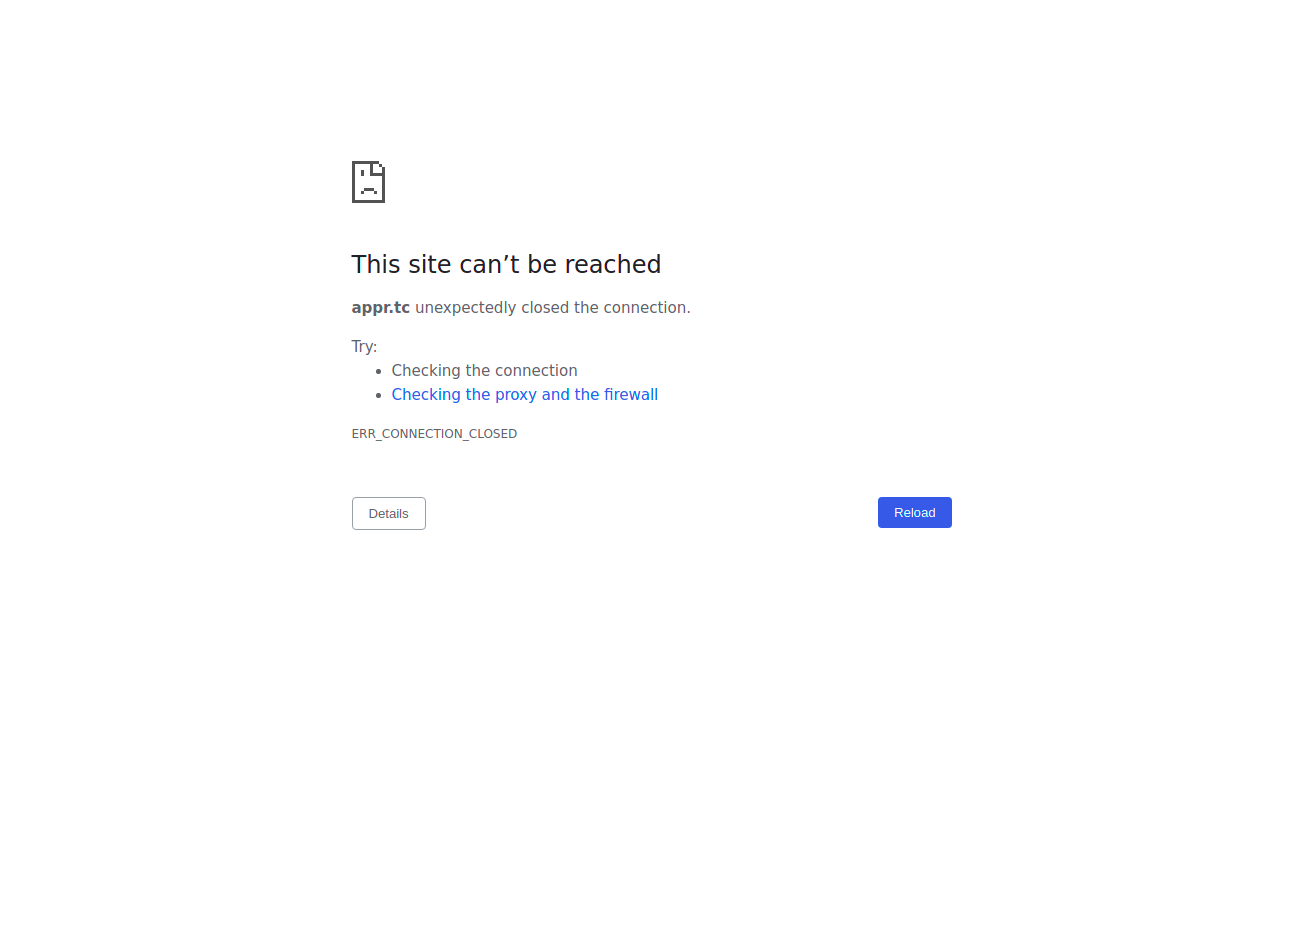 This site can’t be reached
appr.tc unexpectedly closed the connection.
Try:
Checking the connection
Checking the proxy and the firewall
ERR_CONNECTION_CLOSED
Details
Reload